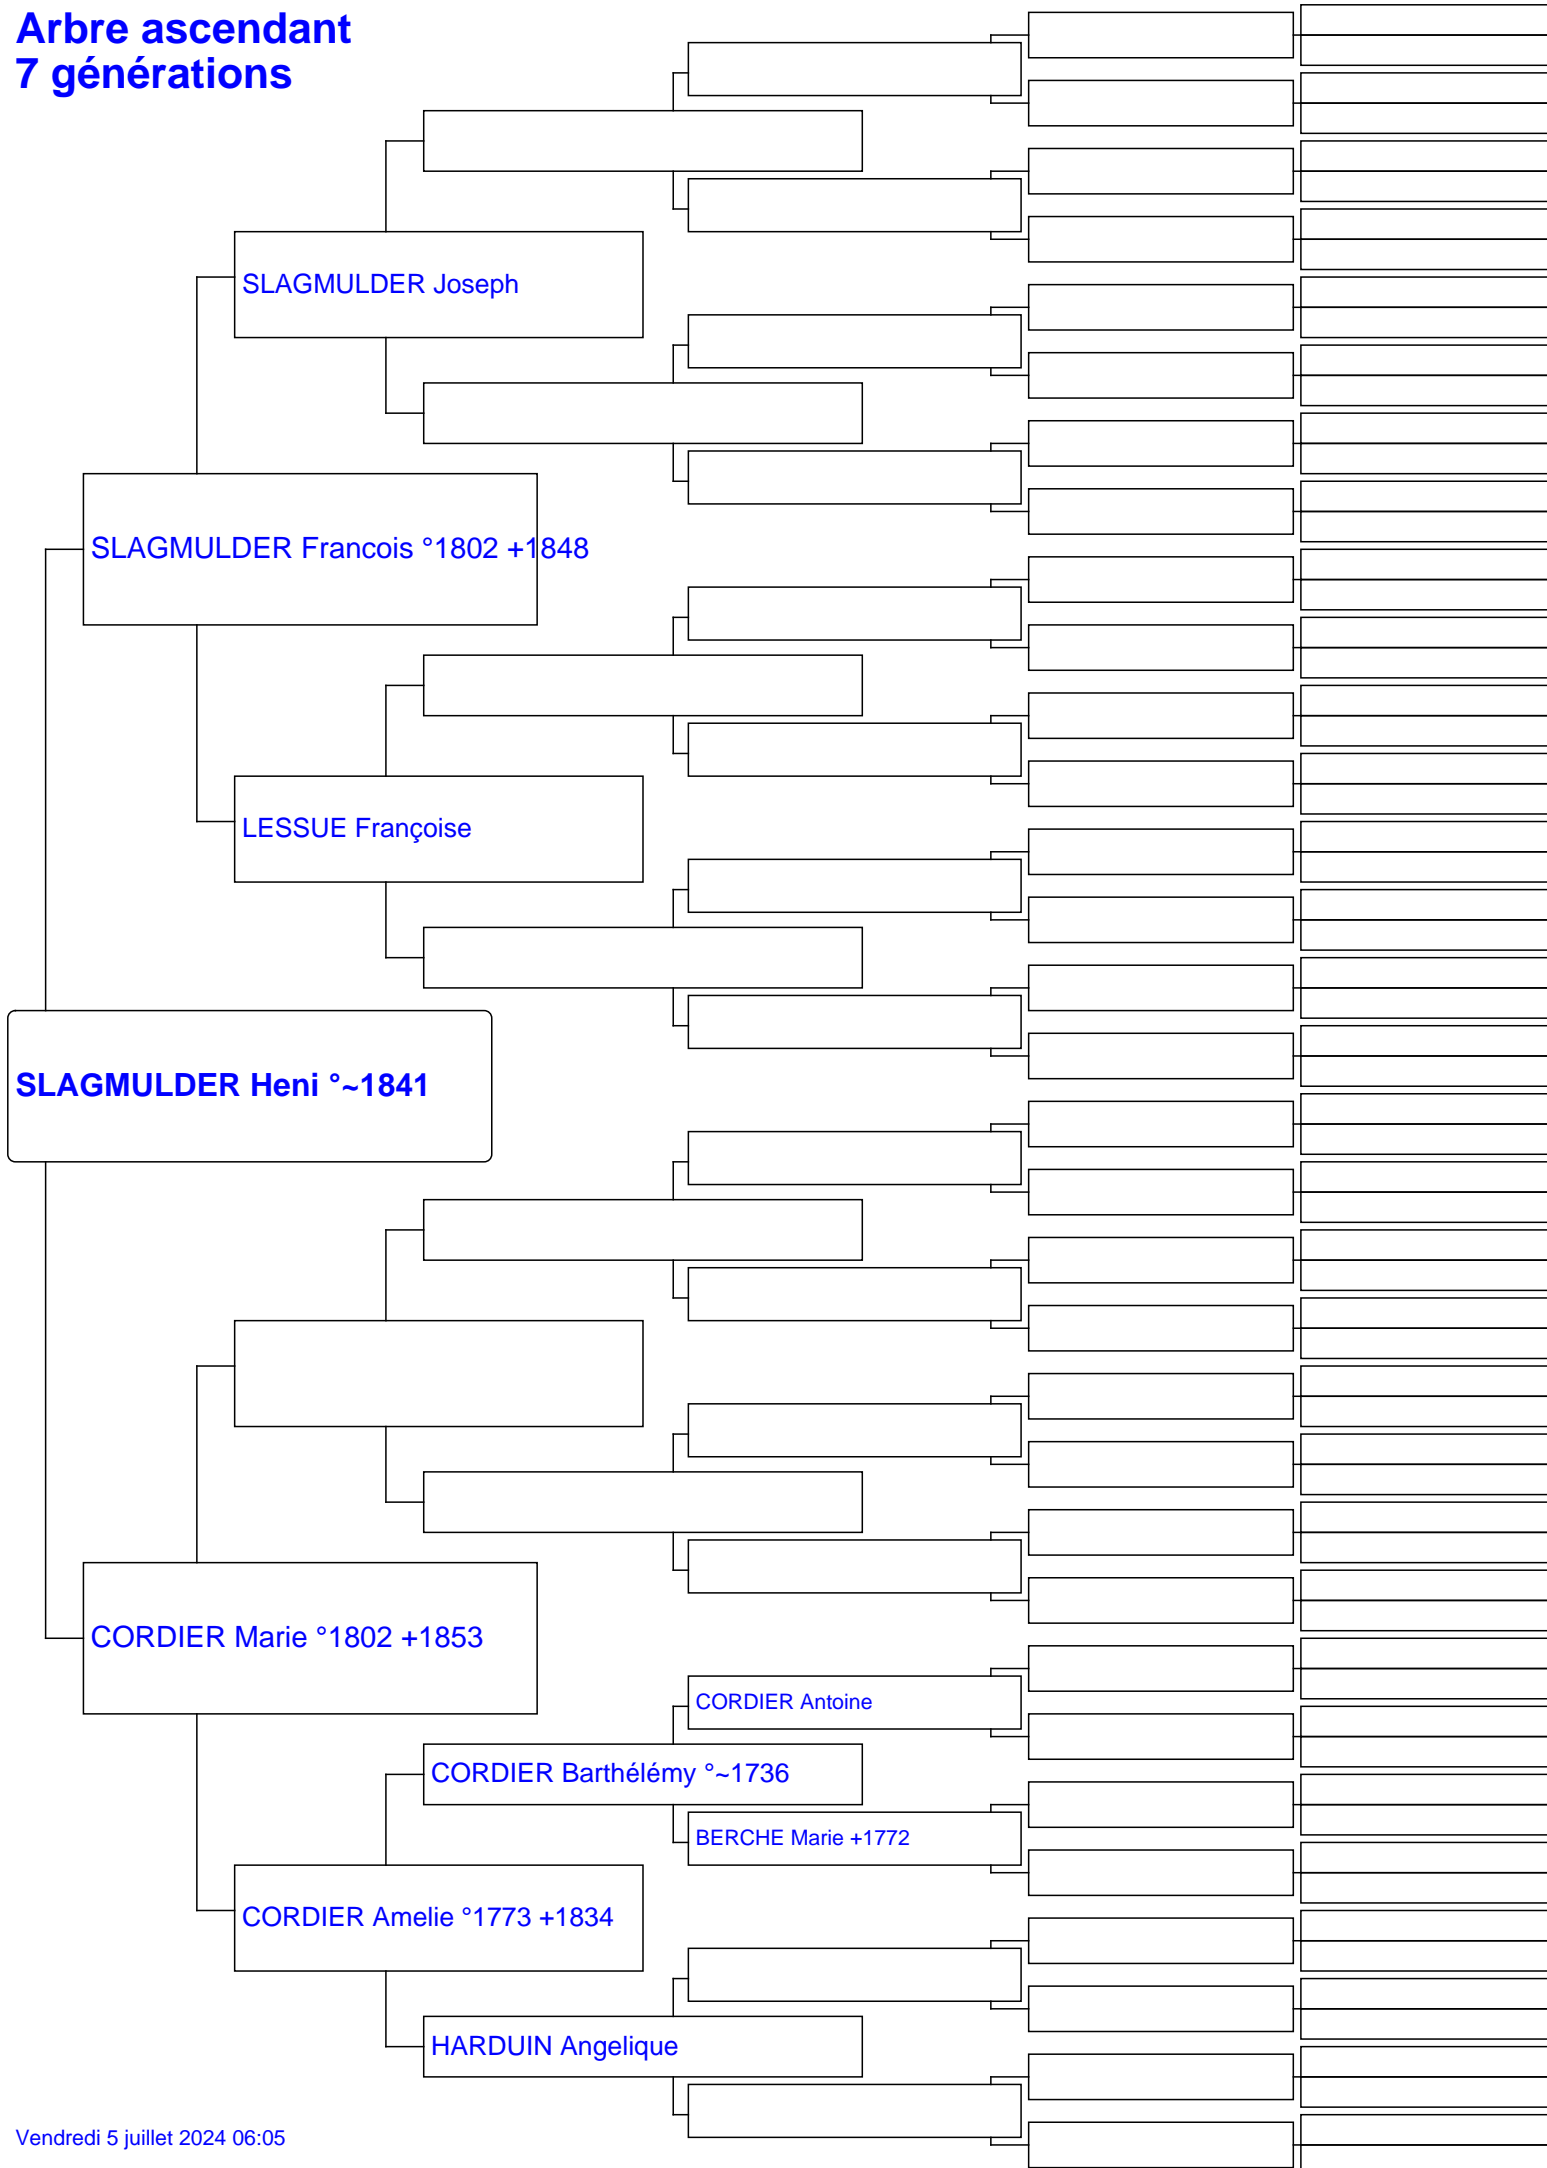 Arbre ascendant
7 générations
SLAGMULDER Joseph
SLAGMULDER Francois °1802 +1848
LESSUE Françoise
SLAGMULDER Heni °~1841
CORDIER Marie °1802 +1853
CORDIER Antoine
CORDIER Barthélémy °~1736
BERCHE Marie +1772
CORDIER Amelie °1773 +1834
HARDUIN Angelique
Vendredi 5 juillet 2024 06:05